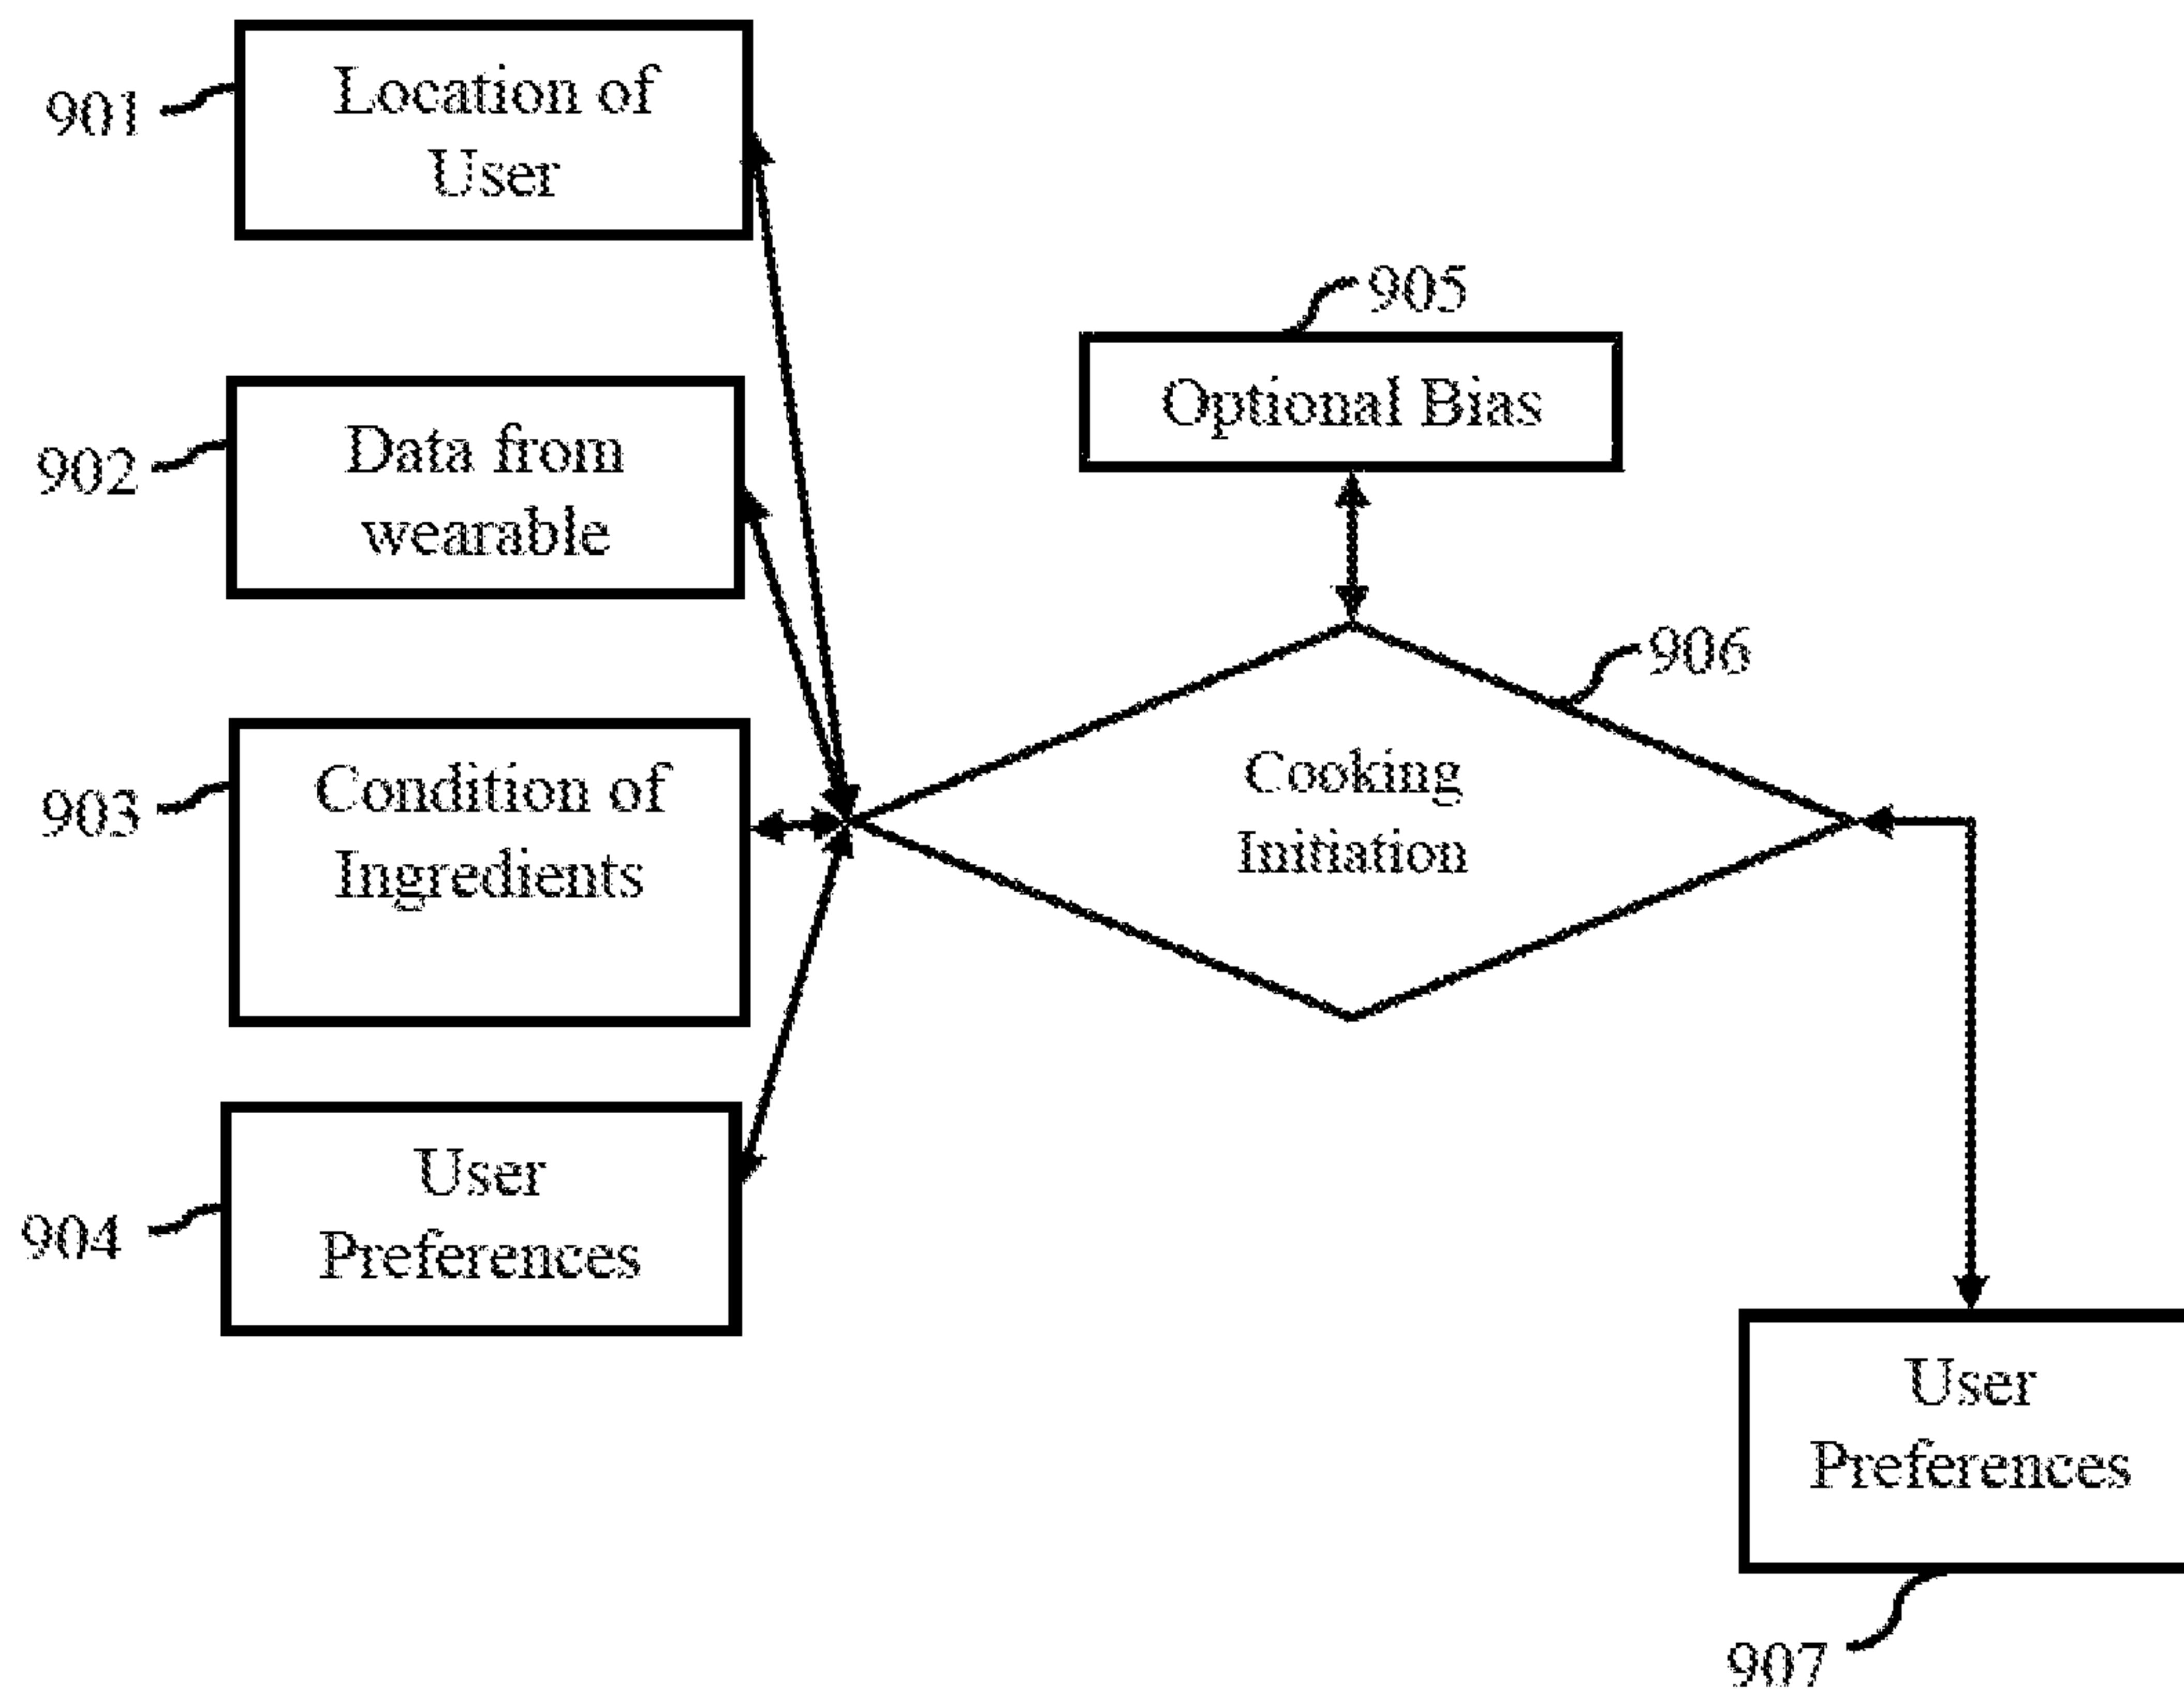 901
Location of
User
902
Data from
wearable
903
Condition of
Ingredients
904
User
Preferences
905
Optional Bias
906
Cooking
Initiation
User
Preferences
907